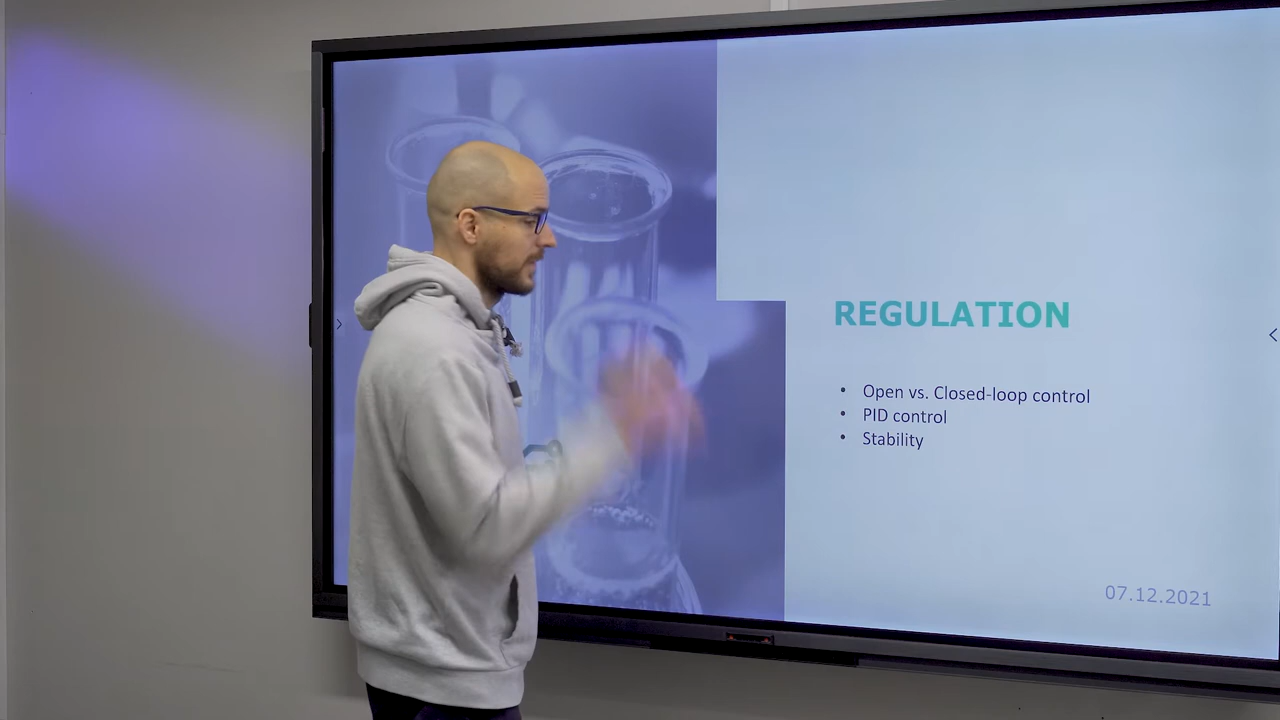 REGULATION
• Open vs. Closed-loop control
• PID control
• Stability
07.12.2021